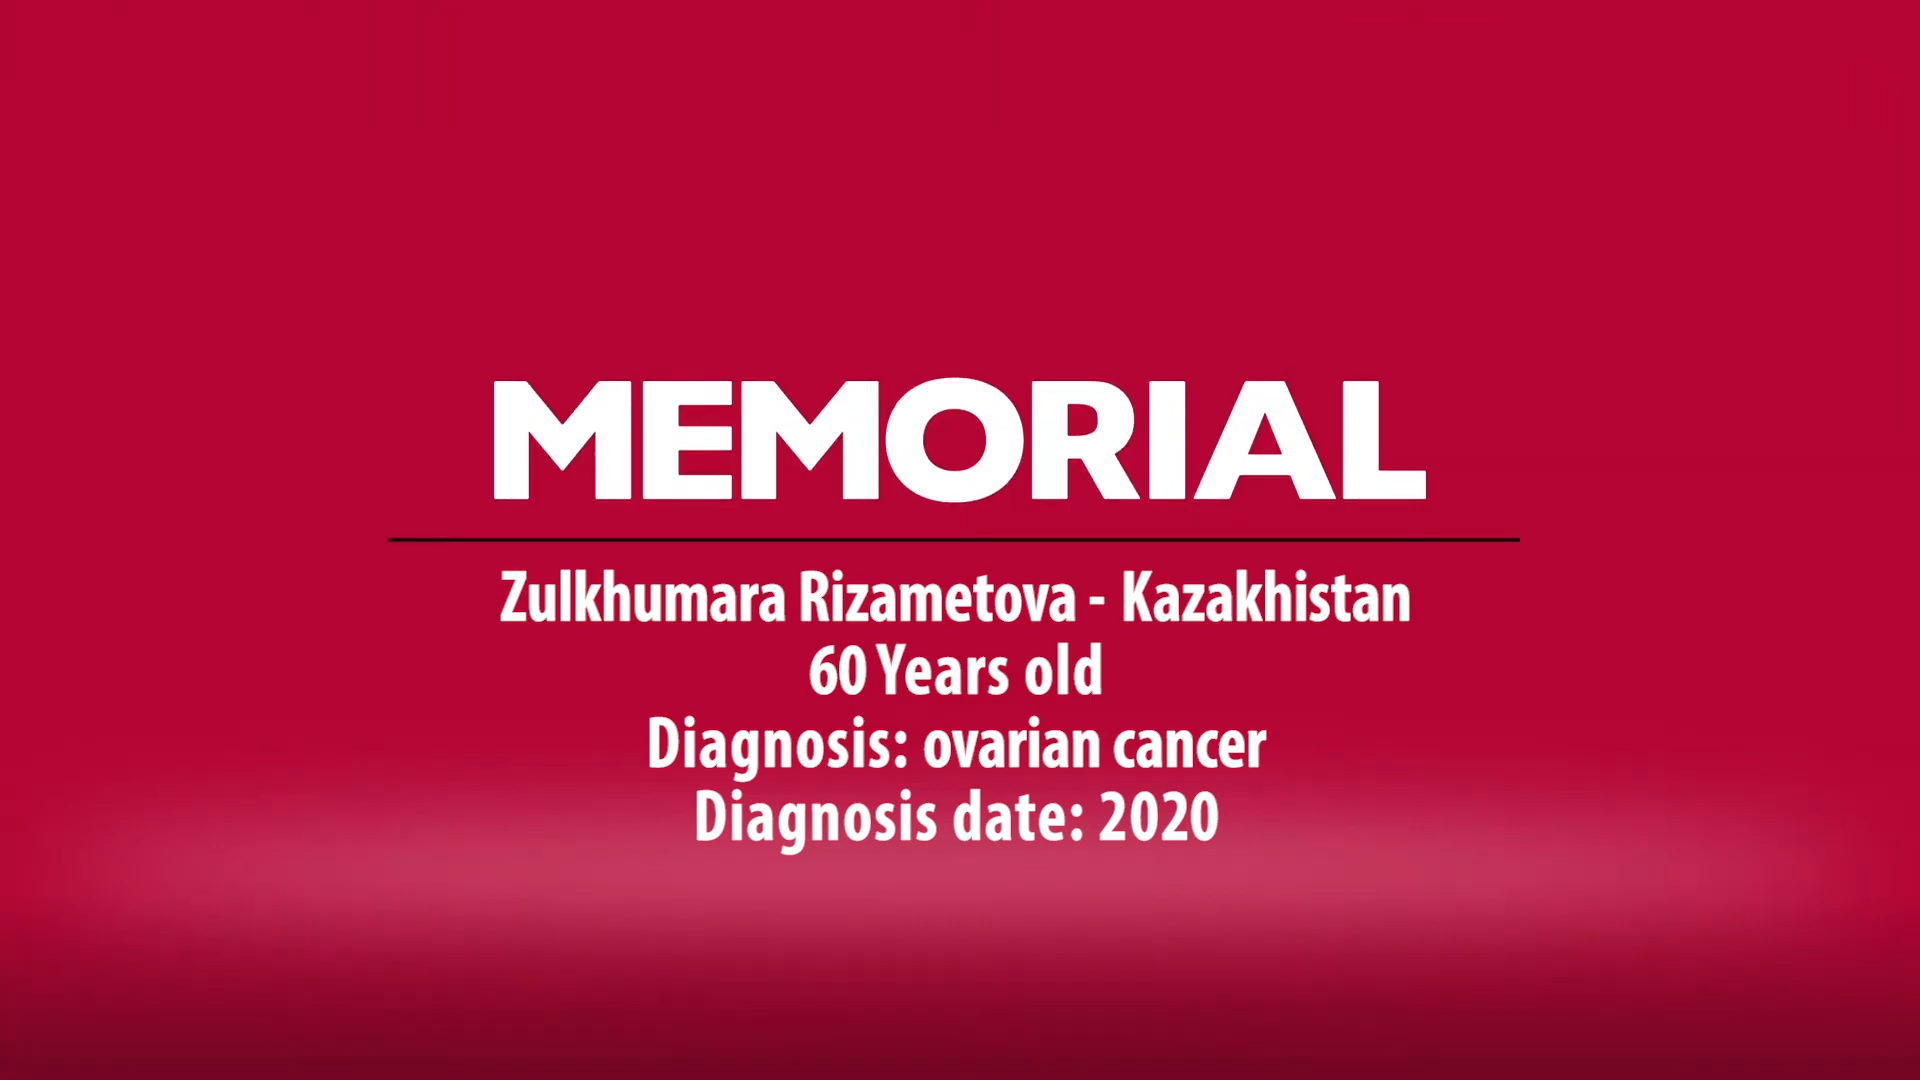 MEMORIAL
Zulkhumara Rizametova - Kazakhistan
60 Years old
Diagnosis: ovarian cancer
Diagnosis date: 2020